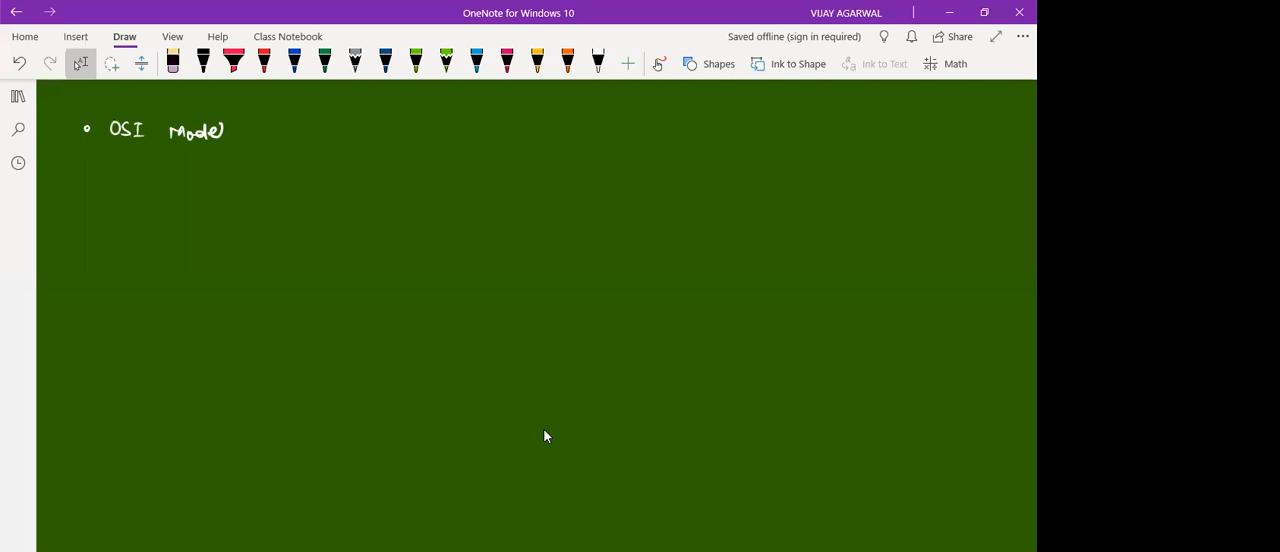 OneNote for Windows 10
VIJAY AGARWAL
Home Insert Draw View Help Class Notebook
Saved offline (sign in required) Share
Shapes Ink to Shape Ink to Text Math
• OSI Model